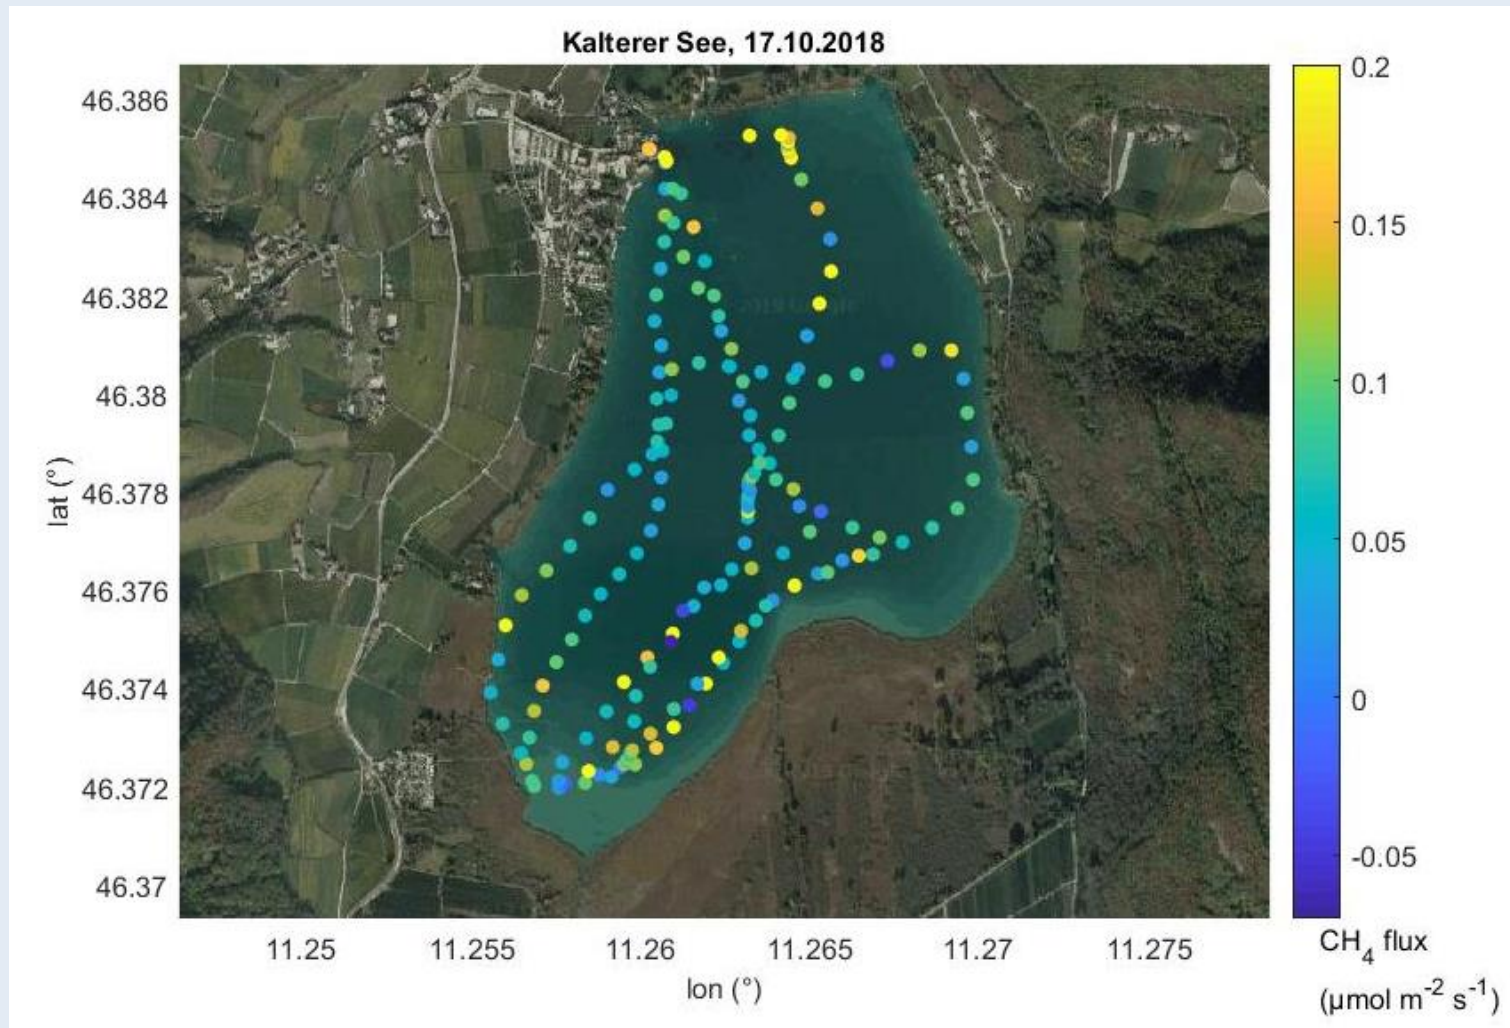 Kalterer See, 17.10.2018
46.386
46.384
46.382
46.38
46.378
46.376
46.374
46.372
46.37
lat (°)
11.25 11.255 11.26 11.265 11.27 11.275
lon (°)
0.2
0.15
0.1
0.05
0
-0.05
CH₄ flux
(µmol m⁻² s⁻¹)